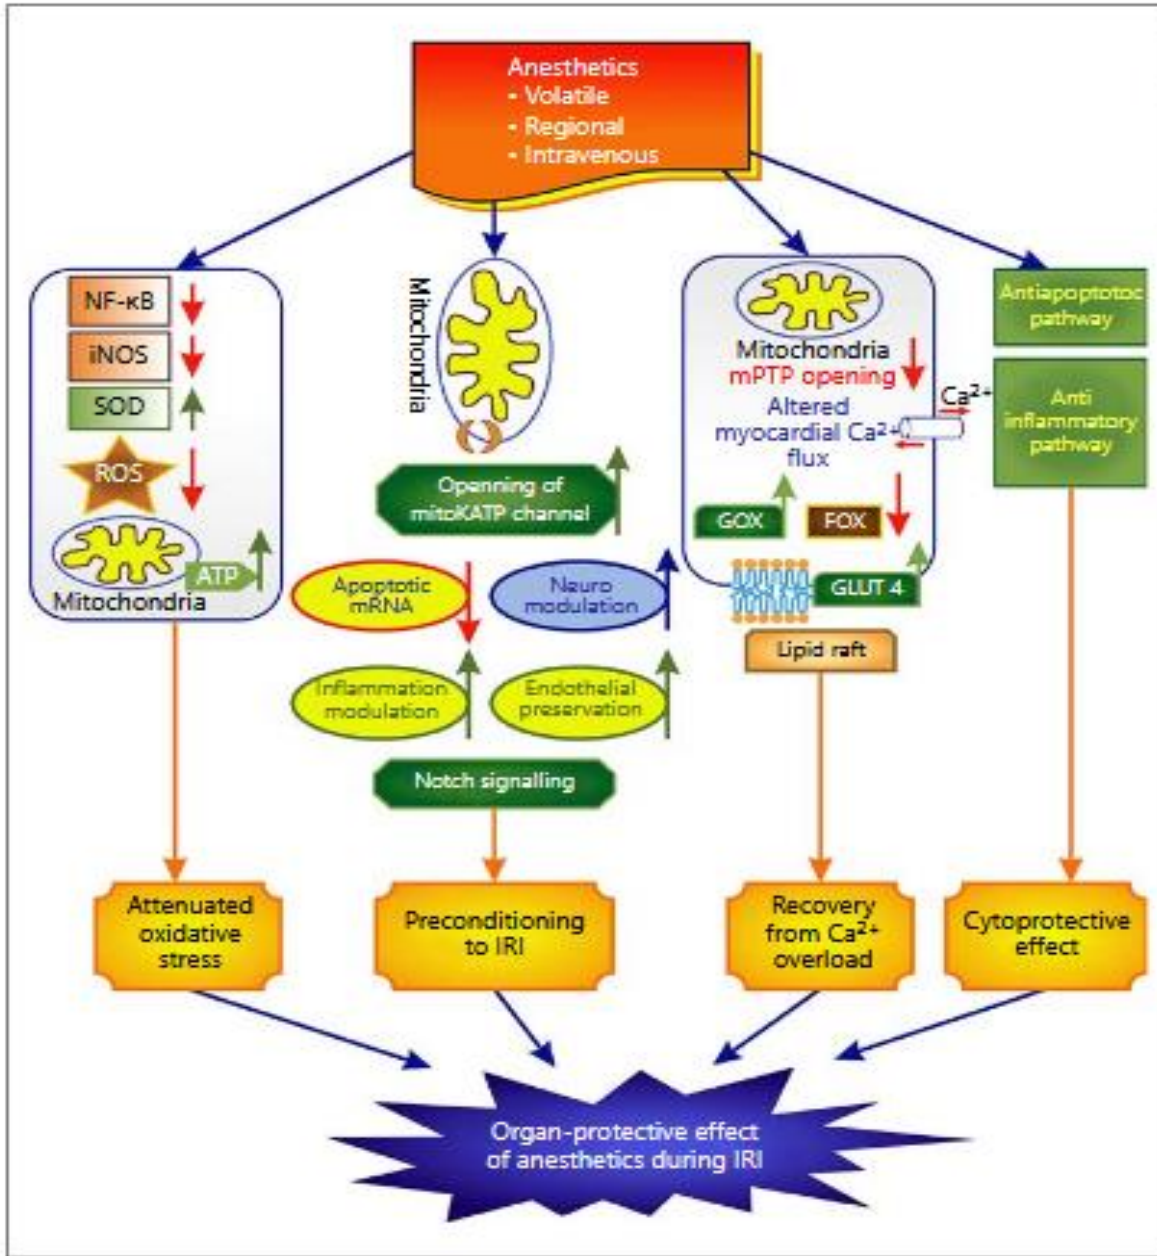 Anesthetics
- Volatile
- Regional
- Intravenous
NF-κB
iNOS
SOD
ROS
ATP
Mitochondria
Mitochondria
Openning of
mitoKATP channel
Apoptotic
mRNA
Neuro
modulation
Inflammation
modulation
Endothelial
preservation
Notch signalling
Mitochondria
mPTP opening
Ca²⁺
Altered
myocardial Ca²⁺
flux
GOX
FOX
GLUT 4
Lipid raft
Antiapoptotoc
pathway
Anti
inflammatory
pathway
Attenuated
oxidative
stress
Preconditioning
to IRI
Recovery
from Ca²⁺
overload
Cytoprotective
effect
Organ-protective effect
of anesthetics during IRI